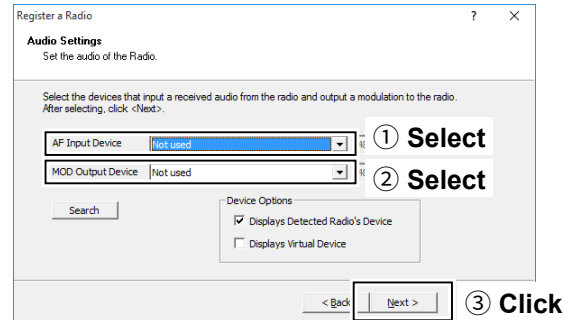 Register a Radio ? ×
Audio Settings
Set the audio of the Radio.
Select the devices that input a received audio from the radio and output a modulation to the radio.
After selecting, click <Next>.
AF Input Device Not used ① Select
MOD Output Device Not used ② Select
Search
Device Options
Displays Detected Radio's Device
Displays Virtual Device
< Back Next > ③ Click